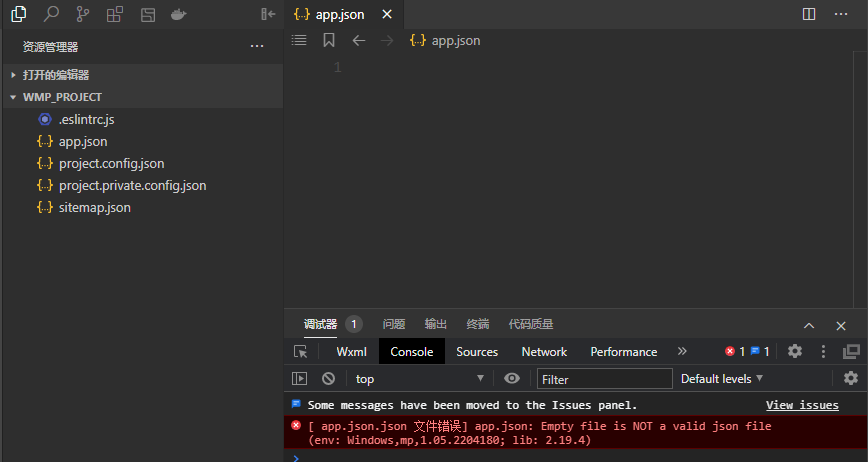 app.json
资源管理器
app.json
打开的编辑器
1
WMP_PROJECT
.eslintrc.js
app.json
project.config.json
project.private.config.json
sitemap.json
调试器 1 问题 输出 终端 代码质量
Wxml Console Sources Network Performance 1 1
top Filter Default levels
Some messages have been moved to the Issues panel. View issues
[ app.json.json 文件错误] app.json: Empty file is NOT a valid json file
(env: Windows,mp,1.05.2204180; lib: 2.19.4)